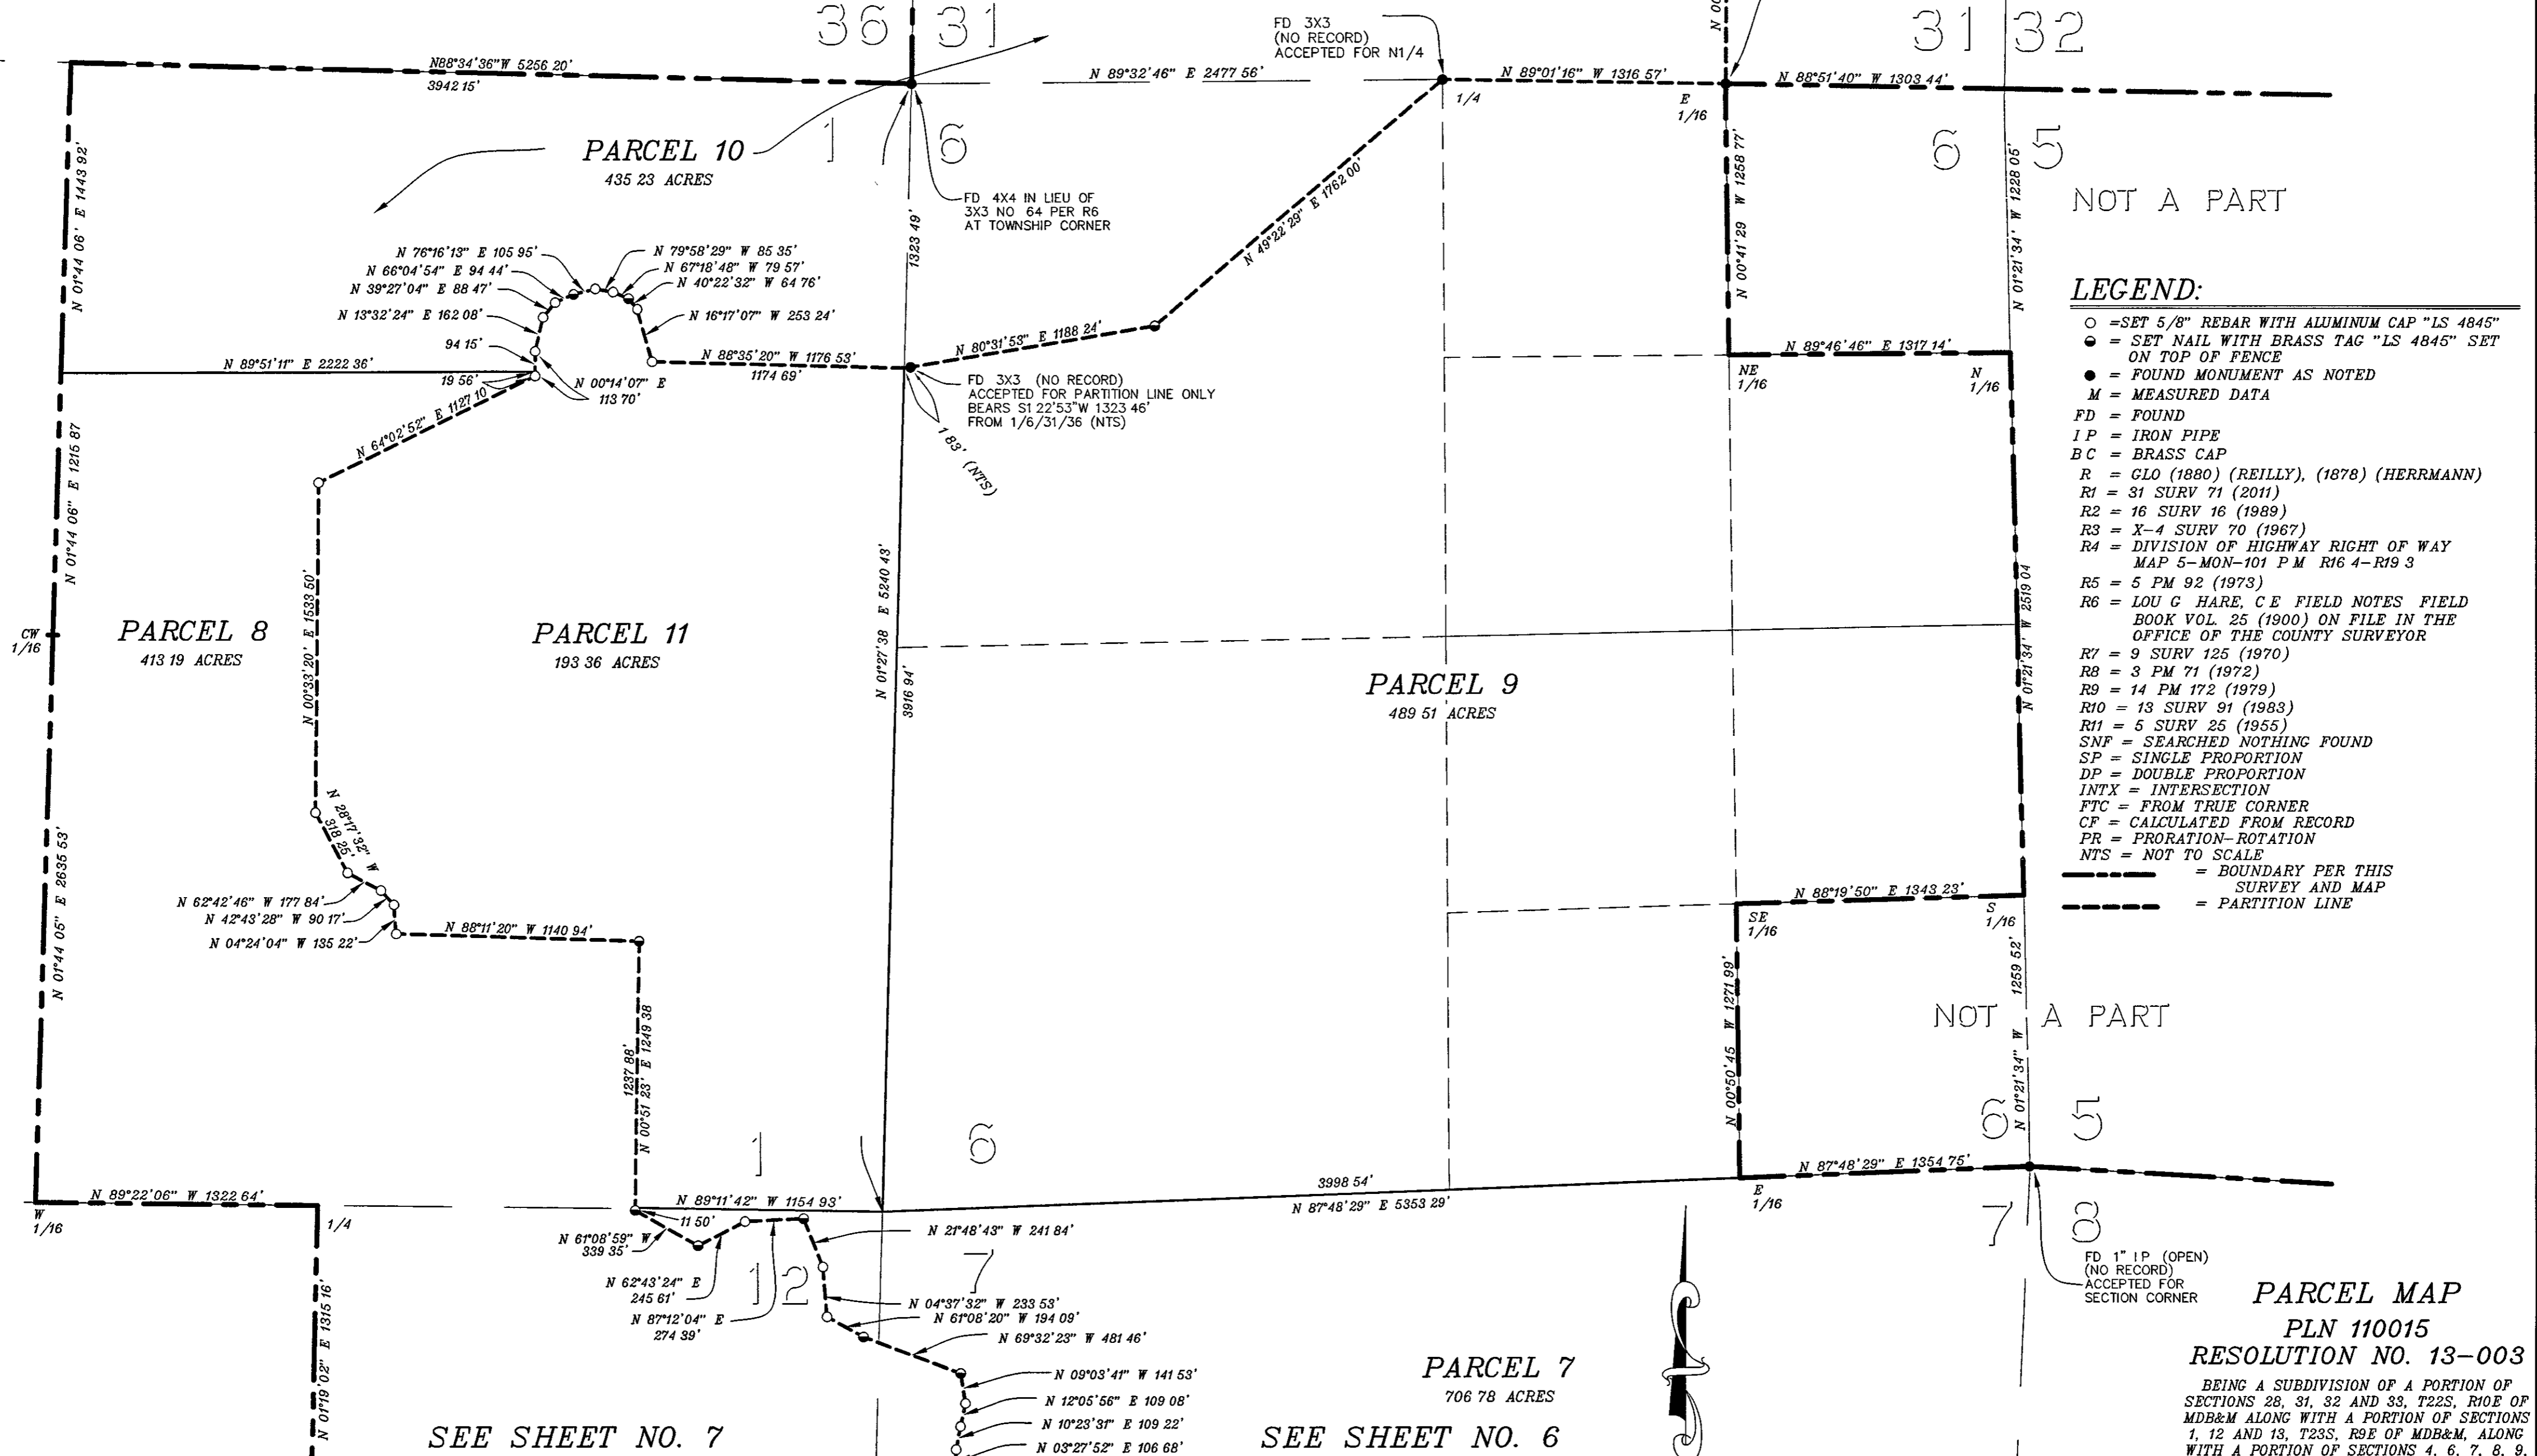 36 31
31 32
N 00
FD 3X3
(NO RECORD)
ACCEPTED FOR N1/4
N88°34'36"W 5256 20'
3942 15'
N 89°32'46" E 2477 56'
N 89°01'16" W 1316 57'
N 88°51'40" W 1303 44'
1/4
E
1/16
1 6
6 5
PARCEL 10
435 23 ACRES
NOT A PART
N 01°44 06' E 1443 92'
FD 4X4 IN LIEU OF
3X3 NO 64 PER R6
AT TOWNSHIP CORNER
1323 49'
N 49°22'29" E 1762 00'
N 00°41'29 W 1258 77'
N 01°21'34' W 1228 05'
N 76°16'13" E 105 95'
N 66°04'54" E 94 44'
N 39°27'04" E 88 47'
N 13°32'24" E 162 08'
94 15'
N 79°58'29" W 85 35'
N 67°18'48" W 79 57'
N 40°22'32" W 64 76'
N 16°17'07" W 253 24'
N 89°51'11" E 2222 36'
19 56'
N 00°14'07" E
113 70'
N 88°35'20" W 1176 53'
1174 69'
N 80°31'53" E 1188 24'
FD 3X3 (NO RECORD)
ACCEPTED FOR PARTITION LINE ONLY
BEARS S1 22'53"W 1323 46'
FROM 1/6/31/36 (NTS)
1 83' (NTS)
N 89°46'46" E 1317 14'
NE
1/16
N
1/16
N 64°02'52" E 1127 10'
N 01°44 06" E 1215 87
N 00°33'20' E 1533 50'
CW
1/16
PARCEL 8
413 19 ACRES
PARCEL 11
193 36 ACRES
N 01°27'38 E 5240 43'
3916 94'
PARCEL 9
489 51 ACRES
N 01°21'34' W 2519 04
N 28°17'32" W
318 25'
N 62°42'46" W 177 84'
N 42°43'28" W 90 17'
N 04°24'04" W 135 22'
N 88°11'20" W 1140 94'
N 01°44 05" E 2635 53'
1237 88'
N 00°51 23' E 1249 38
N 88°19'50" E 1343 23'
SE
1/16
S
1/16
N 00°50'45 W 1271 99'
N 01°21'34" W 1259 52'
NOT A PART
1 6
6 5
N 87°48'29" E 1354 75'
3998 54'
N 87°48'29" E 5353 29'
E
1/16
N 89°22'06" W 1322 64'
W
1/16
1/4
N 89°11'42" W 1154 93'
11 50'
N 61°08'59" W
339 35'
N 62°43'24" E
245 61'
N 87°12'04" E
274 39'
12 7
7 8
N 21°48'43" W 241 84'
N 04°37'32" W 233 53'
N 61°08'20" W 194 09'
N 69°32'23" W 481 46'
N 09°03'41" W 141 53'
N 12°05'56" E 109 08'
N 10°23'31" E 109 22'
N 03°27'52" E 106 68'
N 01°19'02" E 1315 16'
FD 1" I P (OPEN)
(NO RECORD)
ACCEPTED FOR
SECTION CORNER
PARCEL 7
706 78 ACRES
SEE SHEET NO. 7
SEE SHEET NO. 6
LEGEND:
=SET 5/8" REBAR WITH ALUMINUM CAP "LS 4845"
= SET NAIL WITH BRASS TAG "LS 4845" SET
ON TOP OF FENCE
= FOUND MONUMENT AS NOTED
M = MEASURED DATA
FD = FOUND
I P = IRON PIPE
B C = BRASS CAP
R = GLO (1880) (REILLY), (1878) (HERRMANN)
R1 = 31 SURV 71 (2011)
R2 = 16 SURV 16 (1989)
R3 = X-4 SURV 70 (1967)
R4 = DIVISION OF HIGHWAY RIGHT OF WAY
MAP 5-MON-101 P M R16 4-R19 3
R5 = 5 PM 92 (1973)
R6 = LOU G HARE, C E FIELD NOTES FIELD
BOOK VOL. 25 (1900) ON FILE IN THE
OFFICE OF THE COUNTY SURVEYOR
R7 = 9 SURV 125 (1970)
R8 = 3 PM 71 (1972)
R9 = 14 PM 172 (1979)
R10 = 13 SURV 91 (1983)
R11 = 5 SURV 25 (1955)
SNF = SEARCHED NOTHING FOUND
SP = SINGLE PROPORTION
DP = DOUBLE PROPORTION
INTX = INTERSECTION
FTC = FROM TRUE CORNER
CF = CALCULATED FROM RECORD
PR = PRORATION-ROTATION
NTS = NOT TO SCALE
= BOUNDARY PER THIS
SURVEY AND MAP
= PARTITION LINE
PARCEL MAP
PLN 110015
RESOLUTION NO. 13-003
BEING A SUBDIVISION OF A PORTION OF
SECTIONS 28, 31, 32 AND 33, T22S, R10E OF
MDB&M ALONG WITH A PORTION OF SECTIONS
1, 12 AND 13, T23S, R9E OF MDB&M, ALONG
WITH A PORTION OF SECTIONS 4, 6, 7, 8, 9,